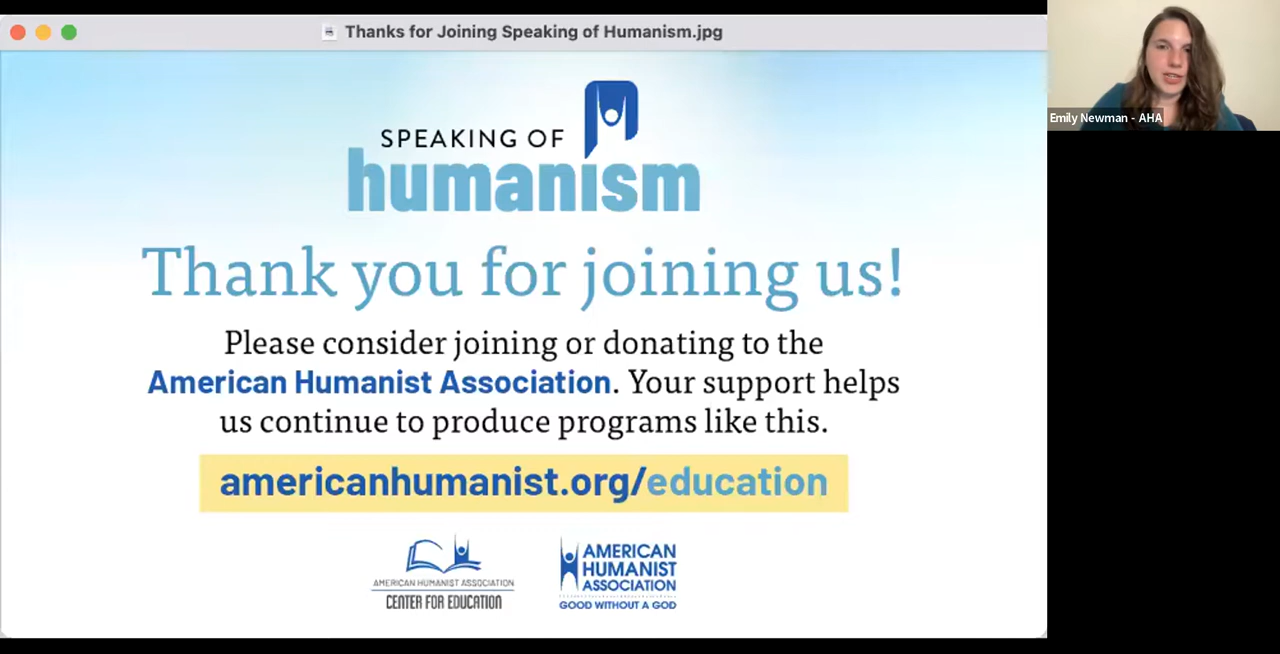 Thanks for Joining Speaking of Humanism.jpg
Emily Newman - AHA
SPEAKING OF
humanism
Thank you for joining us!
Please consider joining or donating to the
American Humanist Association. Your support helps
us continue to produce programs like this.
americanhumanist.org/education
AMERICAN HUMANIST ASSOCIATION
CENTER FOR EDUCATION
AMERICAN
HUMANIST
ASSOCIATION
GOOD WITHOUT A GOD